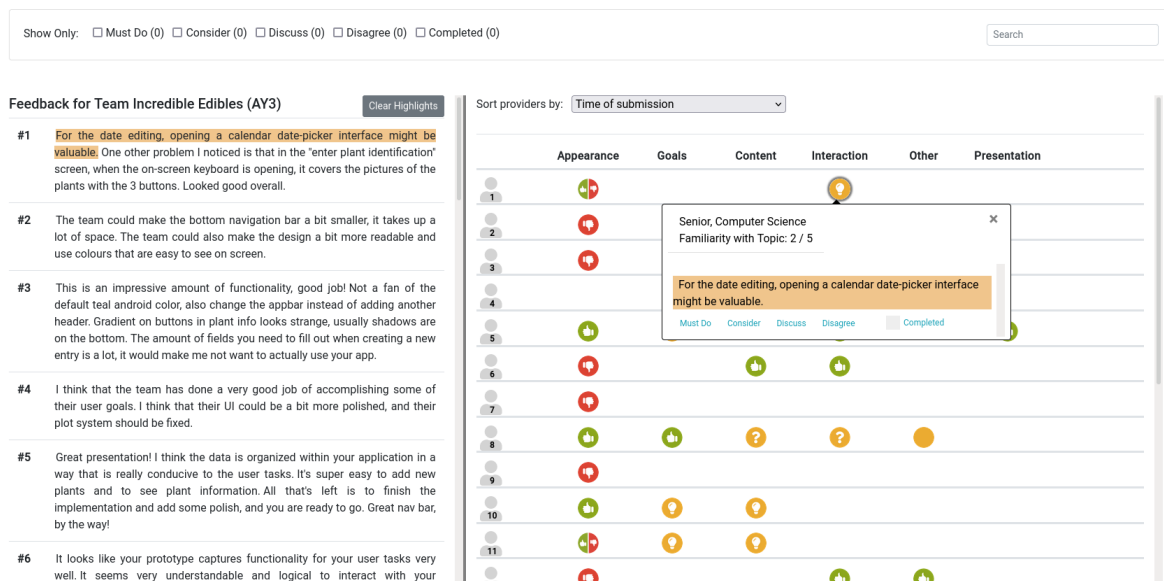 Show Only: Must Do (0) Consider (0) Discuss (0) Disagree (0) Completed (0)
Search
Feedback for Team Incredible Edibles (AY3)
Clear Highlights
#1 For the date editing, opening a calendar date-picker interface might be
valuable. One other problem I noticed is that in the "enter plant identification"
screen, when the on-screen keyboard is opening, it covers the pictures of the
plants with the 3 buttons. Looked good overall.
#2 The team could make the bottom navigation bar a bit smaller, it takes up a
lot of space. The team could also make the design a bit more readable and
use colours that are easy to see on screen.
#3 This is an impressive amount of functionality, good job! Not a fan of the
default teal android color, also change the appbar instead of adding another
header. Gradient on buttons in plant info looks strange, usually shadows are
on the bottom. The amount of fields you need to fill out when creating a new
entry is a lot, it would make me not want to actually use your app.
#4 I think that the team has done a very good job of accomplishing some of
their user goals. I think that their UI could be a bit more polished, and their
plot system should be fixed.
#5 Great presentation! I think the data is organized within your application in a
way that is really conducive to the user tasks. It's super easy to add new
plants and to see plant information. All that's left is to finish the
implementation and add some polish, and you are ready to go. Great nav bar,
by the way!
#6 It looks like your prototype captures functionality for your user tasks very
well. It seems very understandable and logical to interact with your
Sort providers by: Time of submission
Appearance Goals Content Interaction Other Presentation
1
2
3
4
5
6
7
8 ? ?
9
10
11
Senior, Computer Science
Familiarity with Topic: 2 / 5
×
For the date editing, opening a calendar date-picker interface
might be valuable.
Must Do Consider Discuss Disagree Completed